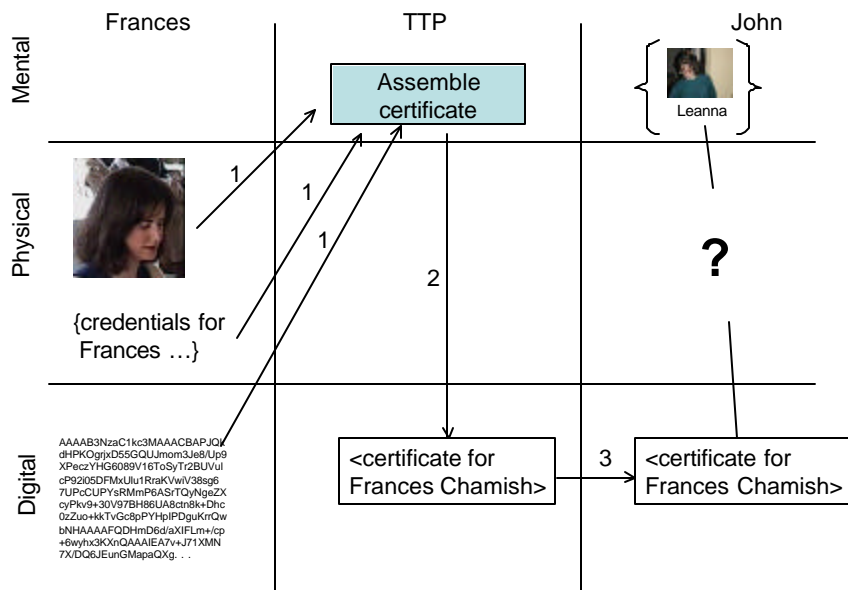 Frances
TTP
John
Mental
Assemble
certificate
Leanna
Physical
1
1
1
2
?
{credentials for
Frances …}
Digital
AAAAB3NzaC1kc3MAAACBAPJQk
dHPKOgrjxD55GQUJmom3Je8/Up9
XPeczYHG6089V16ToSyTr2BUVuI
cP92i05DFMxUlu1RraKVwiV38sg6
7UPcCUPYsRMmP6ASrTQyNgeZX
cyPkv9+30V97BH86UA8ctn8k+Dhc
0zZuo+kkTvGc8pPYHpIPDguKrrQw
bNHAAAAFQDHmD6d/aXIFLm+/cp
+6wyhx3KXnQAAAIEA7v+J71XMN
7X/DQ6JEunGMapaQXg. . .
<certificate for
Frances Chamish>
3
<certificate for
Frances Chamish>